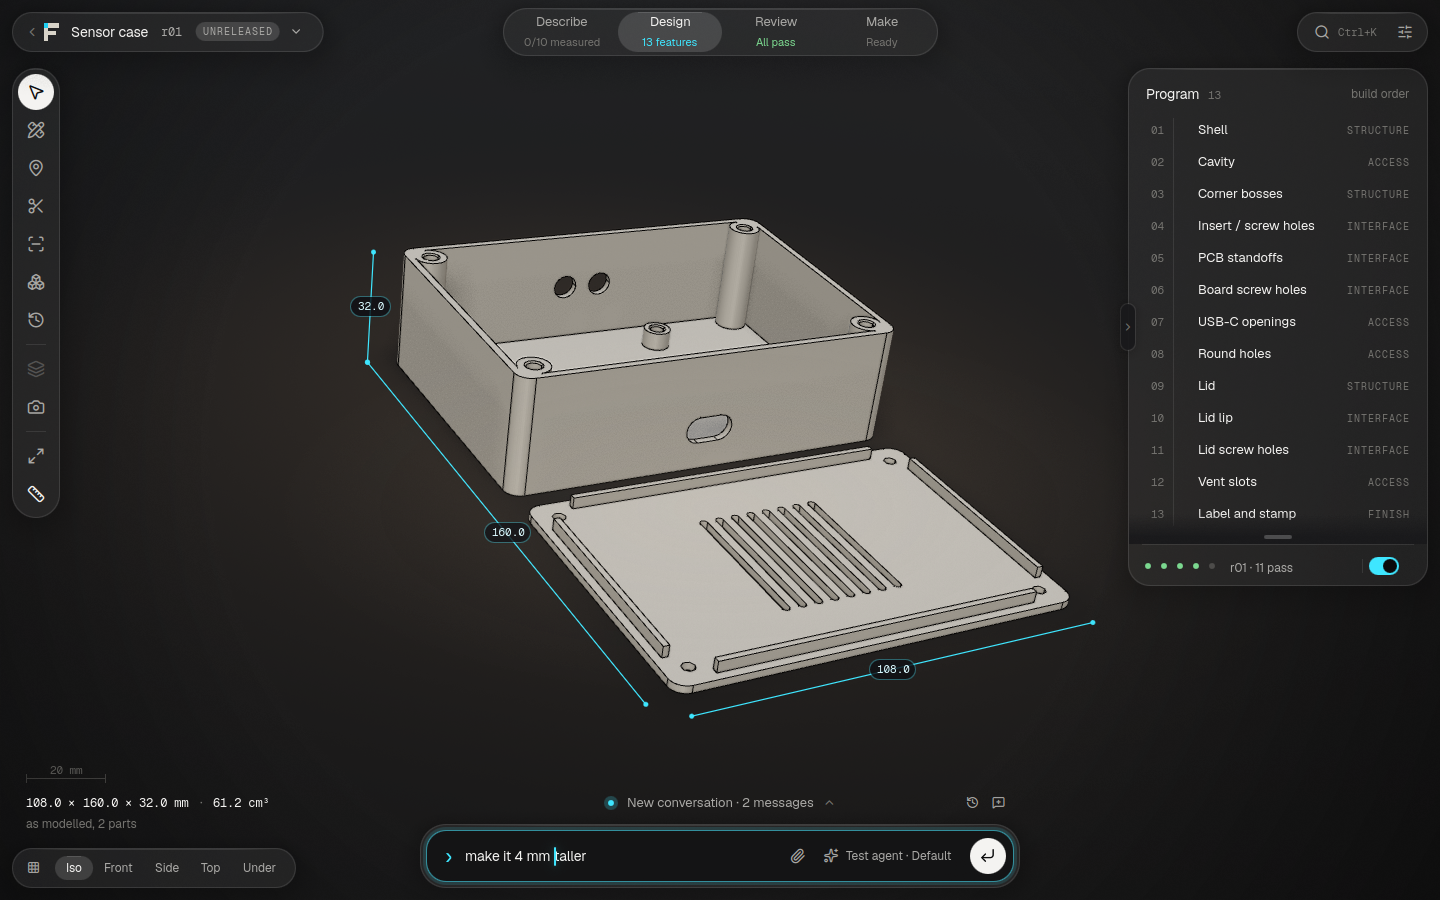 Sensor case r01 UNRELEASED
Describe
0/10 measured
Design
13 features
Review
All pass
Make
Ready
Ctrl+K
Program 13 build order
01 Shell STRUCTURE
02 Cavity ACCESS
03 Corner bosses STRUCTURE
04 Insert / screw holes INTERFACE
05 PCB standoffs INTERFACE
06 Board screw holes INTERFACE
07 USB-C openings ACCESS
08 Round holes ACCESS
09 Lid STRUCTURE
10 Lid lip INTERFACE
11 Lid screw holes INTERFACE
12 Vent slots ACCESS
13 Label and stamp FINISH
r01 · 11 pass
32.0
160.0
108.0
20 mm
108.0 × 160.0 × 32.0 mm · 61.2 cm³
as modelled, 2 parts
Iso Front Side Top Under
New conversation · 2 messages
make it 4 mm taller
Test agent · Default